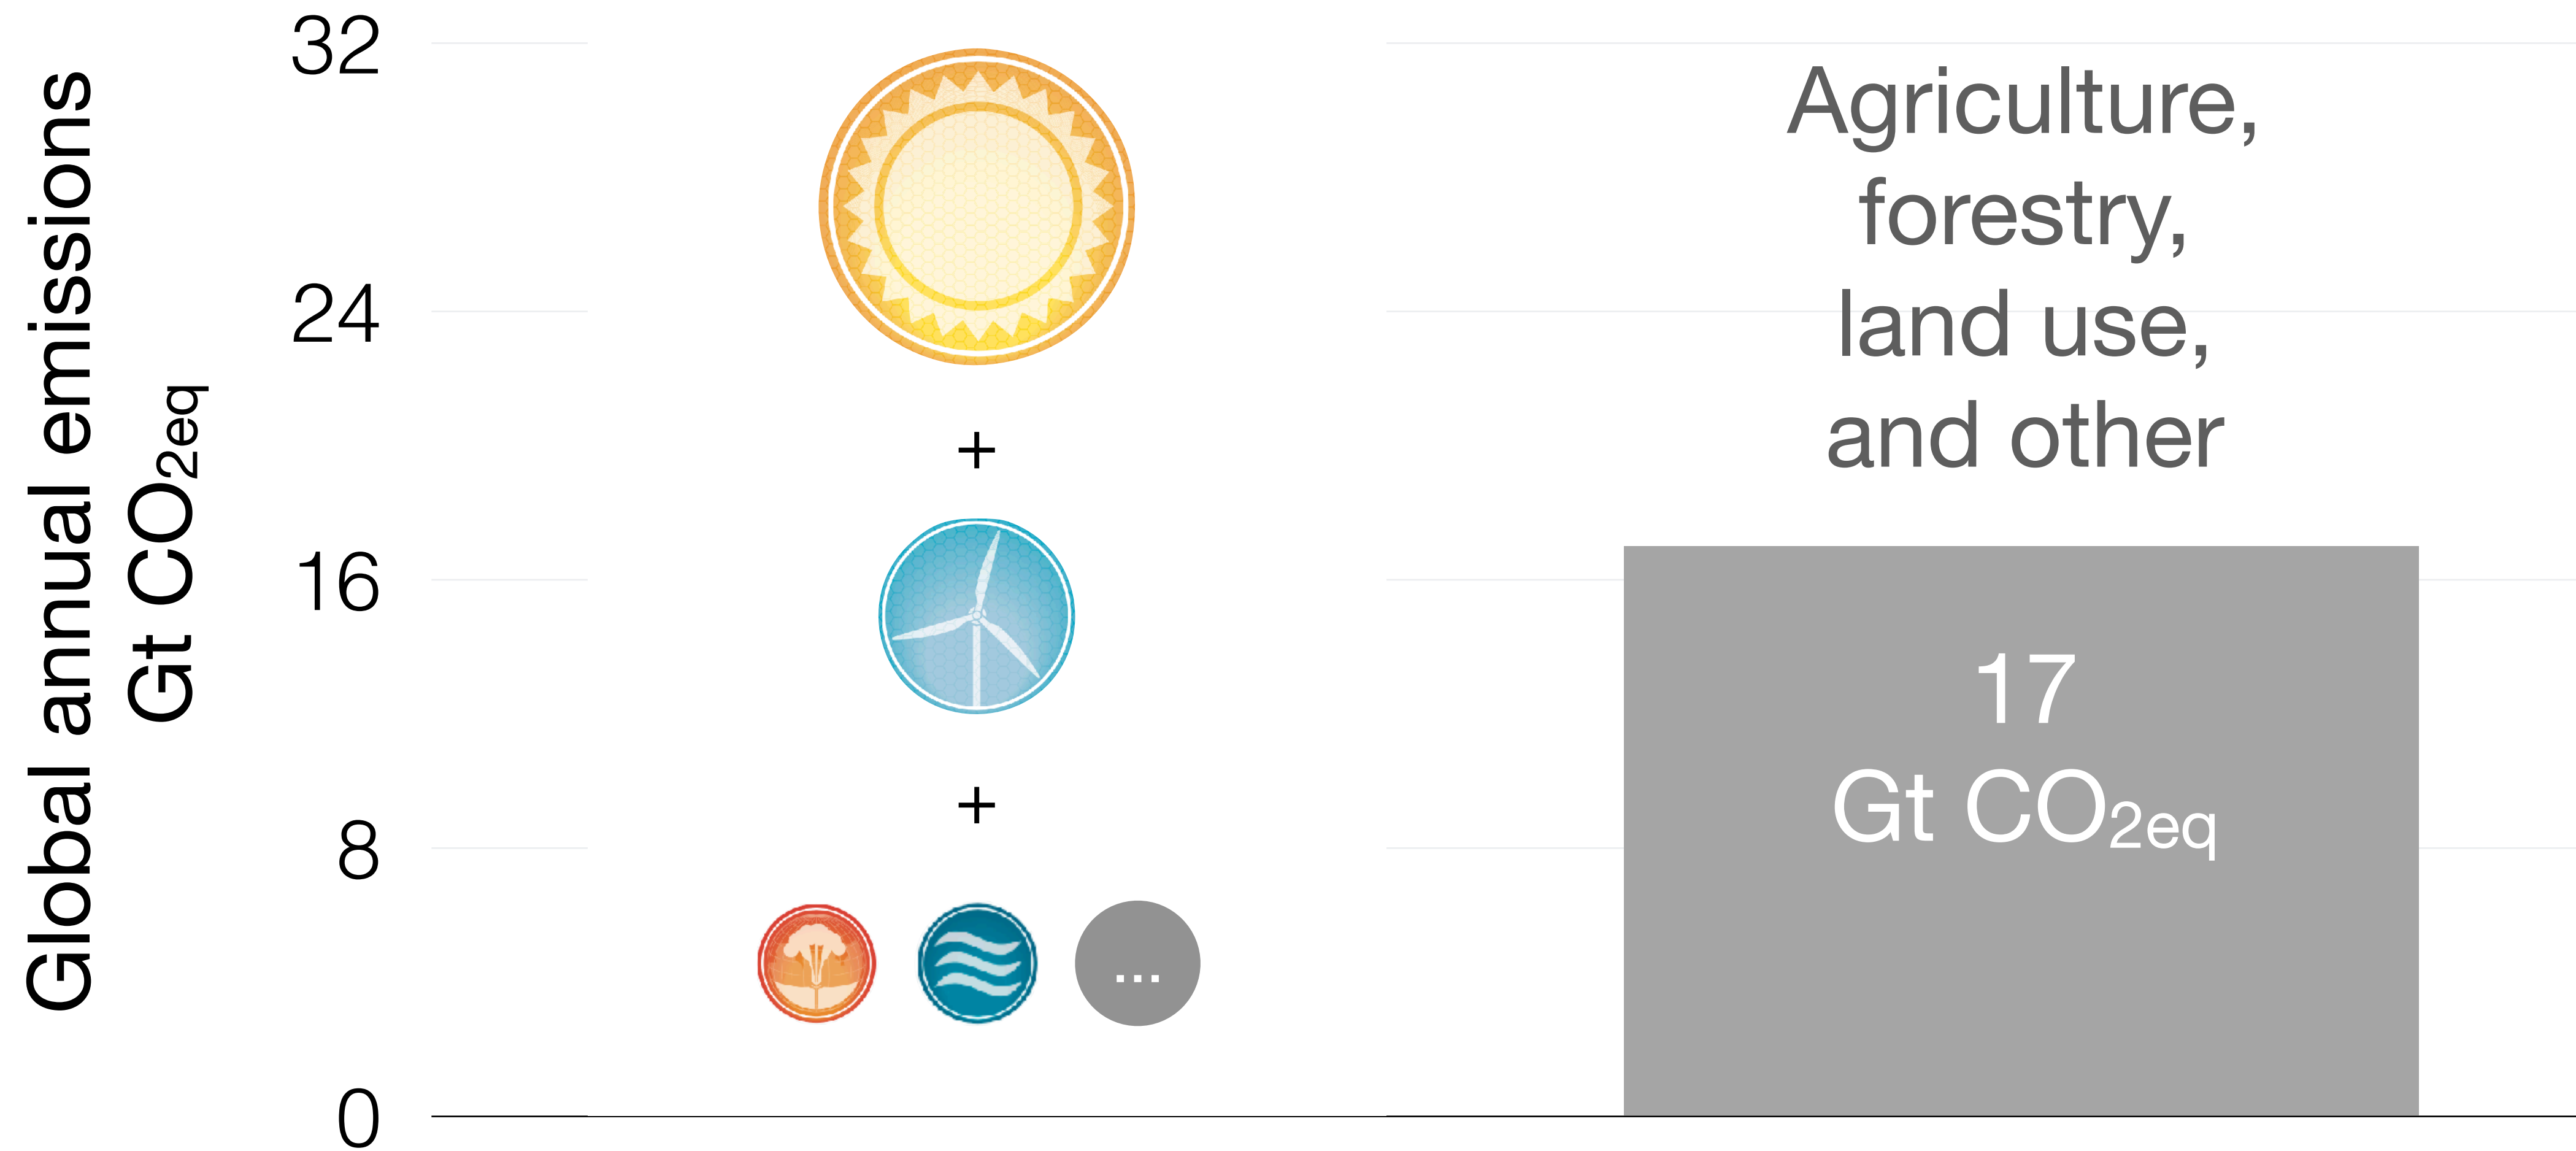 Global annual emissions
Gt CO₂eq
32
24
16
8
0
+
+
...
Agriculture,
forestry,
land use,
and other
17
Gt CO₂eq